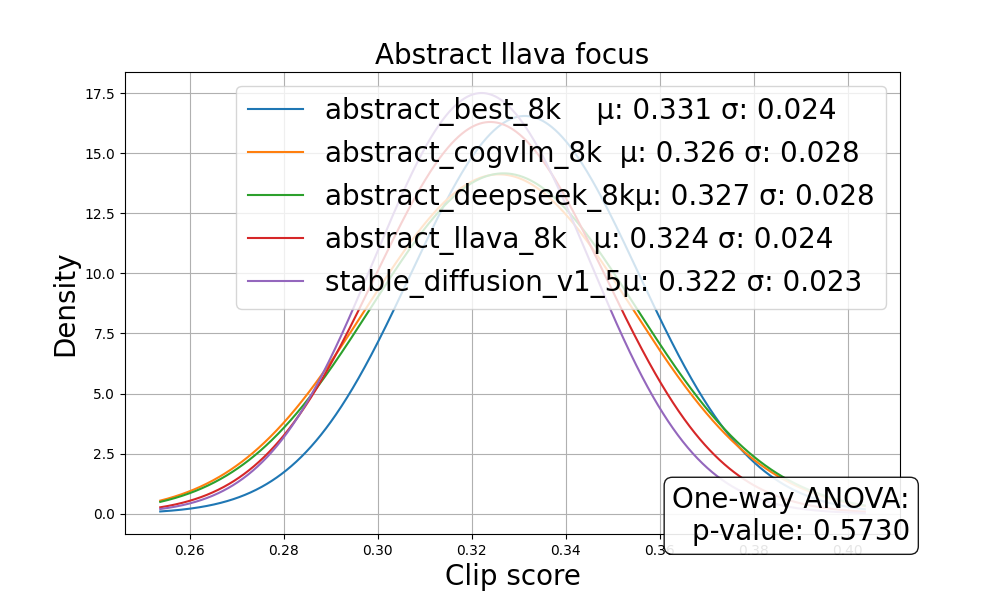 Abstract llava focus
17.5
15.0
12.5
10.0
7.5
5.0
2.5
0.0
Density
abstract_best_8k μ: 0.331 σ: 0.024
abstract_cogvlm_8k μ: 0.326 σ: 0.028
abstract_deepseek_8kμ: 0.327 σ: 0.028
abstract_llava_8k μ: 0.324 σ: 0.024
stable_diffusion_v1_5μ: 0.322 σ: 0.023
One-way ANOVA:
p-value: 0.5730
0.26 0.28 0.30 0.32 0.34 0.36 0.38 0.40
Clip score